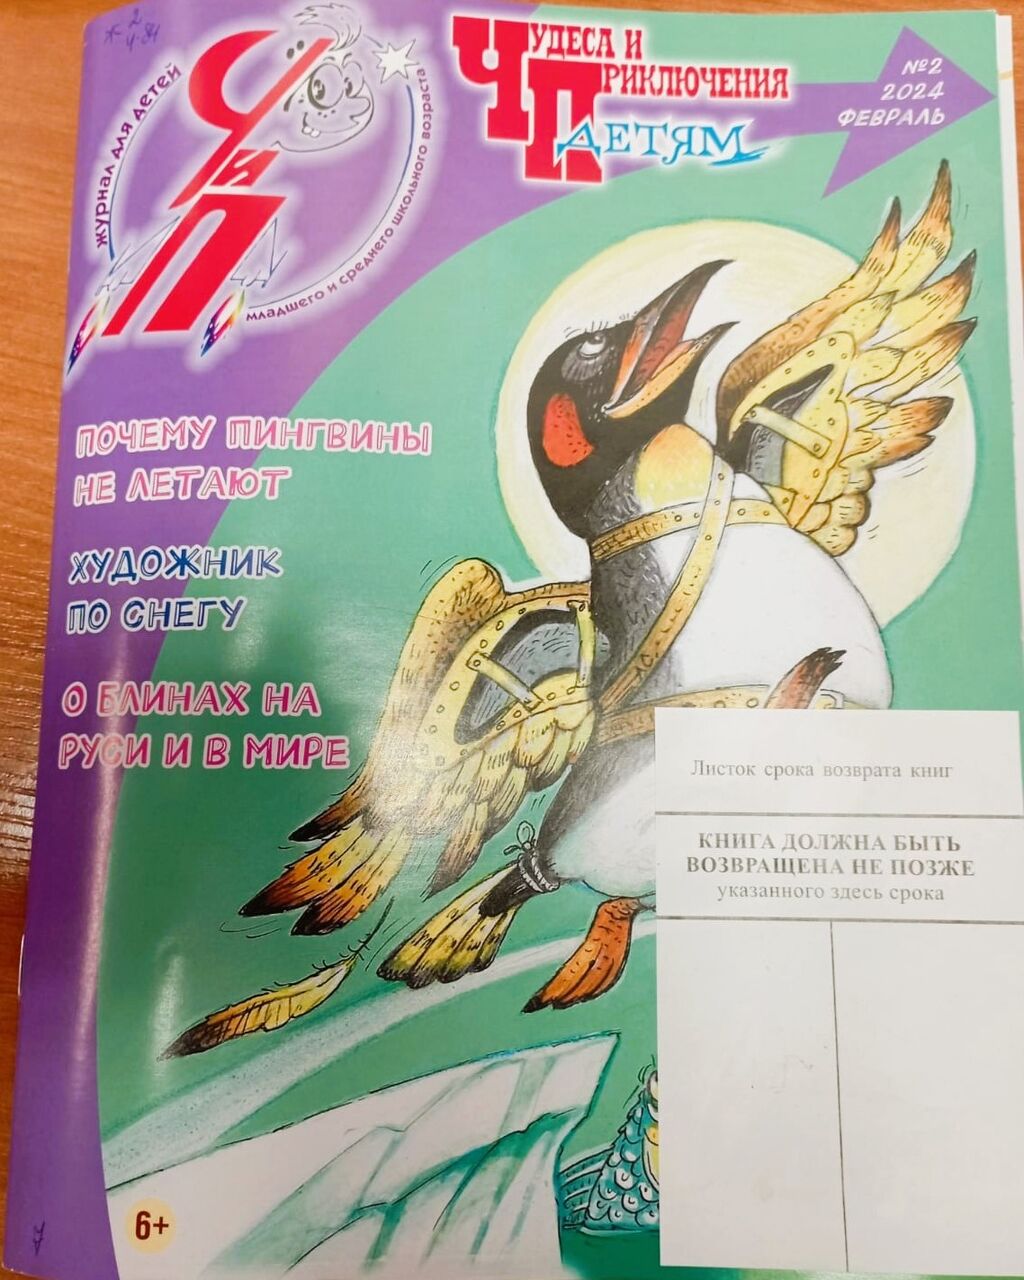 ЧиП
журнал для детей
младшего и среднего школьного возраста
ЧУДЕСА И
ПРИКЛЮЧЕНИЯ
ДЕТЯМ
№2
2024
ФЕВРАЛЬ
ПОЧЕМУ ПИНГВИНЫ
НЕ ЛЕТАЮТ
ХУДОЖНИК
ПО СНЕГУ
О БЛИНАХ НА
РУСИ И В МИРЕ
Листок срока возврата книг
КНИГА ДОЛЖНА БЫТЬ
ВОЗВРАЩЕНА НЕ ПОЗЖЕ
указанного здесь срока
6+